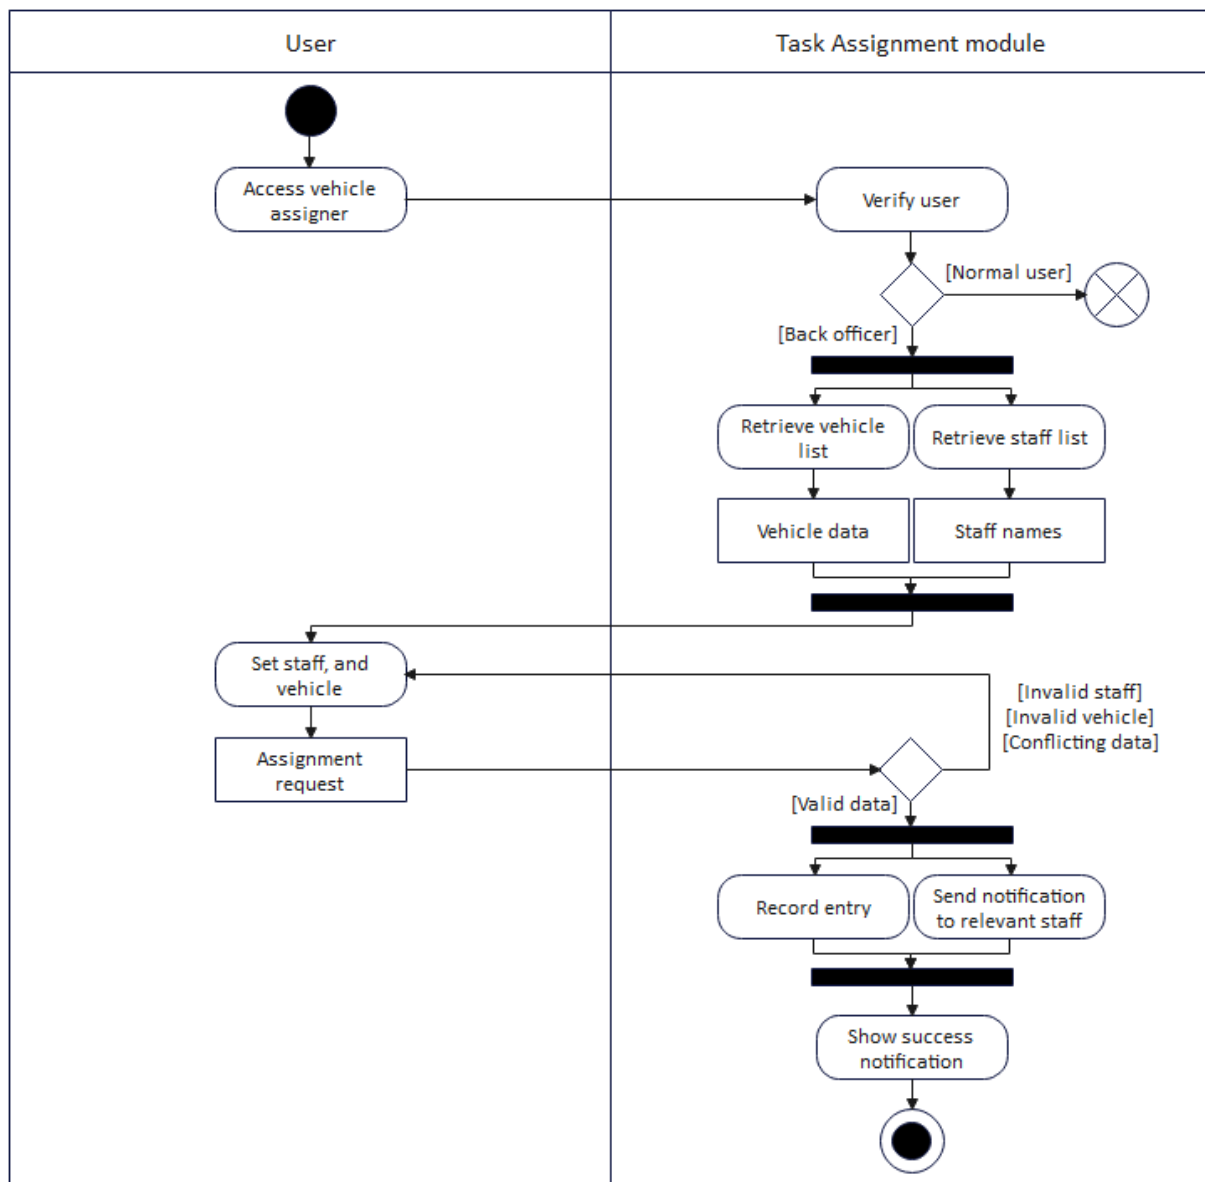 User
Task Assignment module
Access vehicle
assigner
Verify user
[Normal user]
[Back officer]
Retrieve vehicle
list
Retrieve staff list
Vehicle data
Staff names
Set staff, and
vehicle
[Invalid staff]
[Invalid vehicle]
[Conflicting data]
Assignment
request
[Valid data]
Record entry
Send notification
to relevant staff
Show success
notification